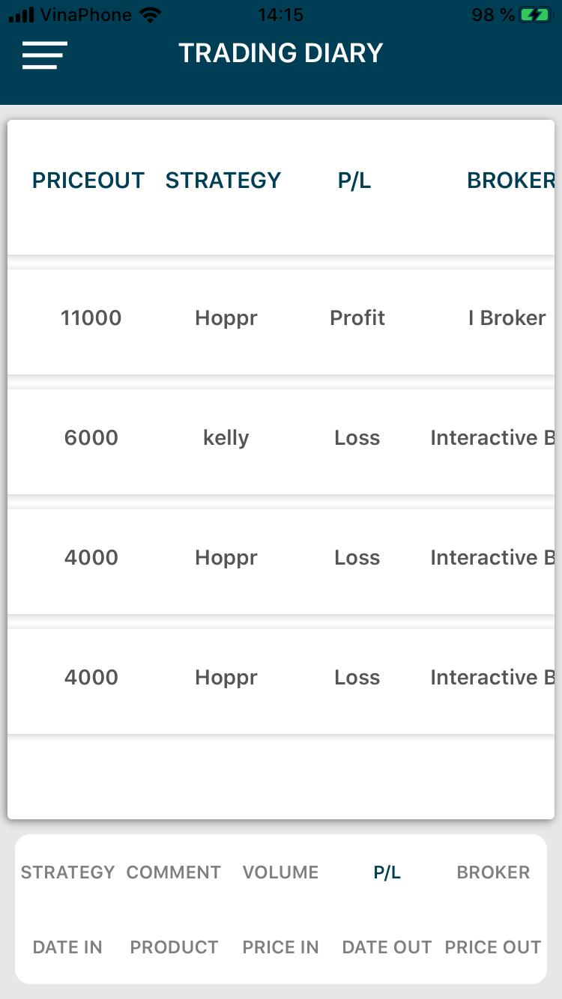 VinaPhone 14:15 98 %
TRADING DIARY
PRICEOUT STRATEGY P/L BROKER
11000 Hoppr Profit I Broker
6000 kelly Loss Interactive B
4000 Hoppr Loss Interactive B
4000 Hoppr Loss Interactive B
STRATEGY COMMENT VOLUME P/L BROKER
DATE IN PRODUCT PRICE IN DATE OUT PRICE OUT